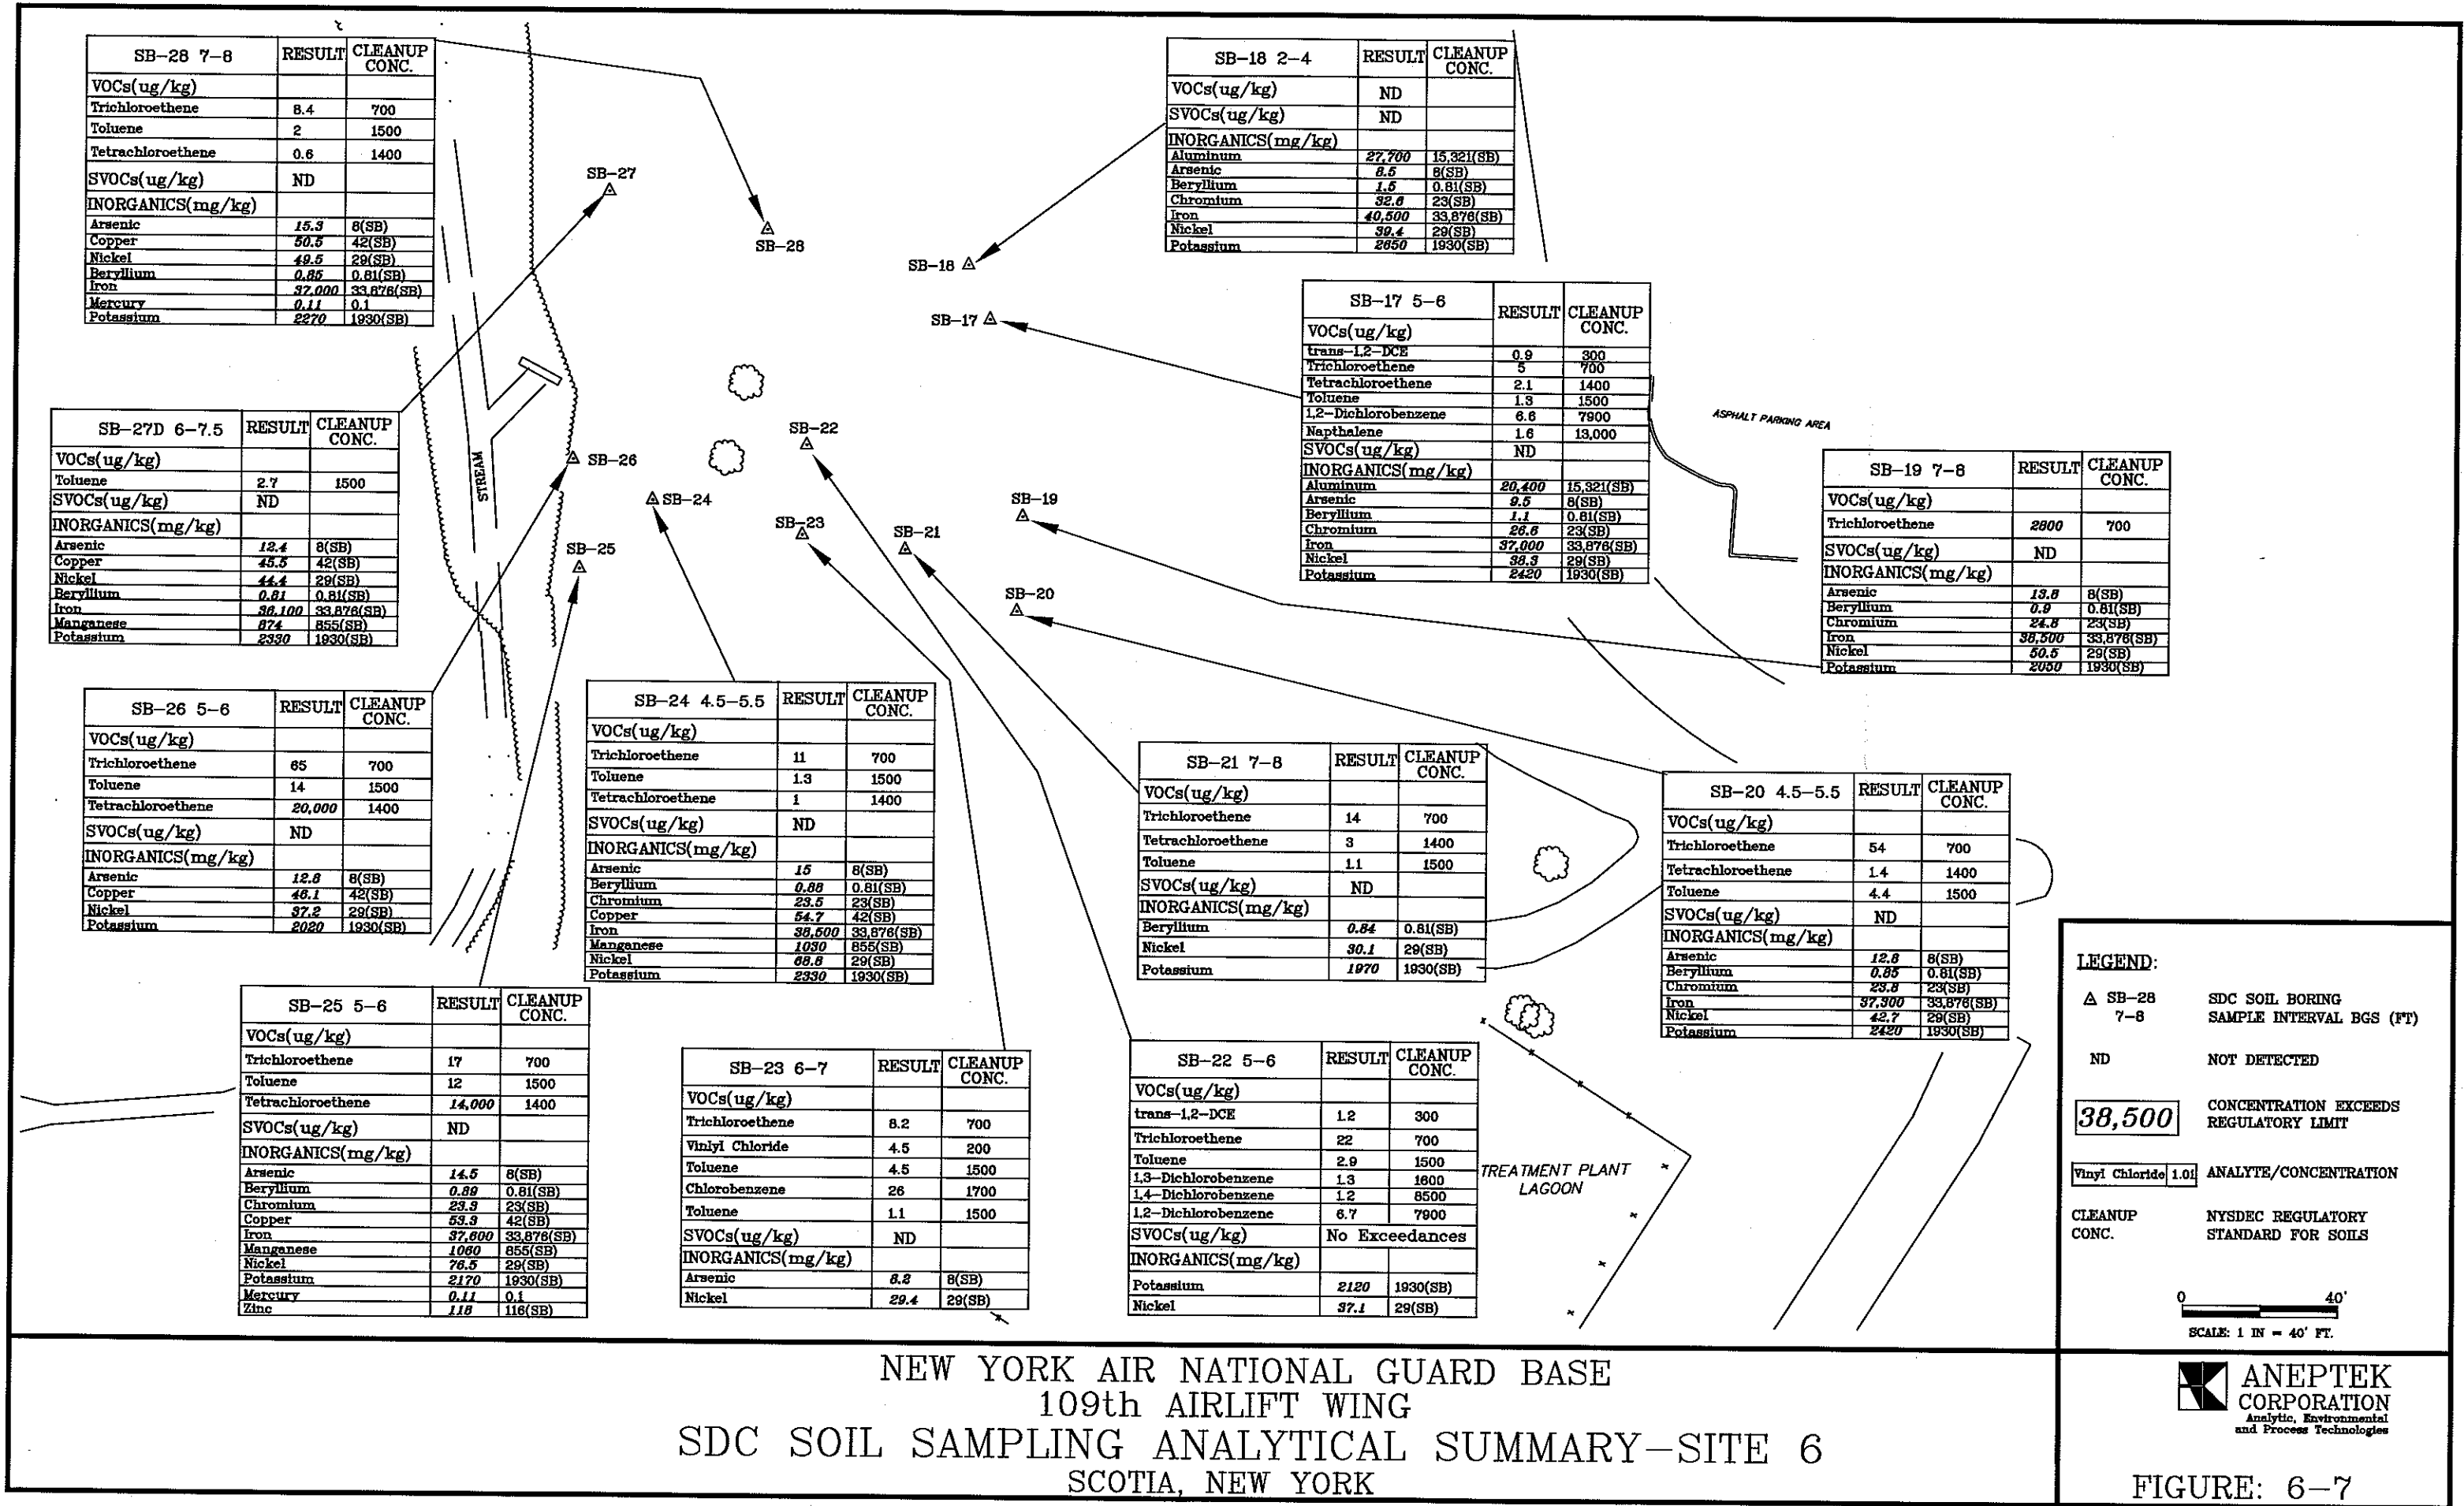 SB-28 7-8 RESULT CLEANUP CONC.
VOCs(ug/kg)
Trichloroethene 8.4 700
Toluene 2 1500
Tetrachloroethene 0.6 1400
SVOCs(ug/kg) ND
INORGANICS(mg/kg)
Arsenic 15.3 8(SB)
Copper 50.5 42(SB)
Nickel 49.5 29(SB)
Beryllium 0.85 0.81(SB)
Iron 37,000 33,876(SB)
Mercury 0.11 0.1
Potassium 2270 1930(SB)
SB-18 2-4 RESULT CLEANUP CONC.
VOCs(ug/kg) ND
SVOCs(ug/kg) ND
INORGANICS(mg/kg)
Aluminum 27,700 15,321(SB)
Arsenic 8.5 8(SB)
Beryllium 1.5 0.81(SB)
Chromium 32.6 23(SB)
Iron 40,500 33,876(SB)
Nickel 39.4 29(SB)
Potassium 2650 1930(SB)
SB-27
SB-28
SB-18
SB-17
SB-17 5-6 RESULT CLEANUP CONC.
VOCs(ug/kg)
trans-1,2-DCE 0.9 300
Trichloroethene 5 700
Tetrachloroethene 2.1 1400
Toluene 1.3 1500
1,2-Dichlorobenzene 6.6 7900
Napthalene 1.6 13,000
SVOCs(ug/kg) ND
INORGANICS(mg/kg)
Aluminum 20,400 15,321(SB)
Arsenic 9.5 8(SB)
Beryllium 1.1 0.81(SB)
Chromium 26.6 23(SB)
Iron 37,000 33,876(SB)
Nickel 38.3 29(SB)
Potassium 2420 1930(SB)
ASPHALT PARKING AREA
SB-27D 6-7.5 RESULT CLEANUP CONC.
VOCs(ug/kg)
Toluene 2.7 1500
SVOCs(ug/kg) ND
INORGANICS(mg/kg)
Arsenic 12.4 8(SB)
Copper 45.5 42(SB)
Nickel 44.4 29(SB)
Beryllium 0.81 0.81(SB)
Iron 36,100 33,876(SB)
Manganese 874 855(SB)
Potassium 2330 1930(SB)
STREAM
SB-26
SB-24
SB-25
SB-22
SB-23
SB-21
SB-19
SB-20
SB-19 7-8 RESULT CLEANUP CONC.
VOCs(ug/kg)
Trichloroethene 2800 700
SVOCs(ug/kg) ND
INORGANICS(mg/kg)
Arsenic 13.8 8(SB)
Beryllium 0.9 0.81(SB)
Chromium 24.8 23(SB)
Iron 38,500 33,876(SB)
Nickel 50.5 29(SB)
Potassium 2050 1930(SB)
SB-26 5-6 RESULT CLEANUP CONC.
VOCs(ug/kg)
Trichloroethene 65 700
Toluene 14 1500
Tetrachloroethene 20,000 1400
SVOCs(ug/kg) ND
INORGANICS(mg/kg)
Arsenic 12.8 8(SB)
Copper 46.1 42(SB)
Nickel 37.2 29(SB)
Potassium 2020 1930(SB)
SB-24 4.5-5.5 RESULT CLEANUP CONC.
VOCs(ug/kg)
Trichloroethene 11 700
Toluene 1.3 1500
Tetrachloroethene 1 1400
SVOCs(ug/kg) ND
INORGANICS(mg/kg)
Arsenic 15 8(SB)
Beryllium 0.88 0.81(SB)
Chromium 23.5 23(SB)
Copper 54.7 42(SB)
Iron 38,500 33,876(SB)
Manganese 1030 855(SB)
Nickel 68.8 29(SB)
Potassium 2330 1930(SB)
SB-21 7-8 RESULT CLEANUP CONC.
VOCs(ug/kg)
Trichloroethene 14 700
Tetrachloroethene 3 1400
Toluene 1.1 1500
SVOCs(ug/kg) ND
INORGANICS(mg/kg)
Beryllium 0.84 0.81(SB)
Nickel 30.1 29(SB)
Potassium 1970 1930(SB)
SB-20 4.5-5.5 RESULT CLEANUP CONC.
VOCs(ug/kg)
Trichloroethene 54 700
Tetrachloroethene 1.4 1400
Toluene 4.4 1500
SVOCs(ug/kg) ND
INORGANICS(mg/kg)
Arsenic 12.8 8(SB)
Beryllium 0.85 0.81(SB)
Chromium 23.8 23(SB)
Iron 37,300 33,876(SB)
Nickel 42.7 29(SB)
Potassium 2420 1930(SB)
SB-25 5-6 RESULT CLEANUP CONC.
VOCs(ug/kg)
Trichloroethene 17 700
Toluene 12 1500
Tetrachloroethene 14,000 1400
SVOCs(ug/kg) ND
INORGANICS(mg/kg)
Arsenic 14.5 8(SB)
Beryllium 0.89 0.81(SB)
Chromium 23.3 23(SB)
Copper 53.3 42(SB)
Iron 37,600 33,876(SB)
Manganese 1060 855(SB)
Nickel 76.5 29(SB)
Potassium 2170 1930(SB)
Mercury 0.11 0.1
Zinc 118 116(SB)
SB-23 6-7 RESULT CLEANUP CONC.
VOCs(ug/kg)
Trichloroethene 8.2 700
Vinlyl Chloride 4.5 200
Toluene 4.5 1500
Chlorobenzene 26 1700
Toluene 1.1 1500
SVOCs(ug/kg) ND
INORGANICS(mg/kg)
Arsenic 8.2 8(SB)
Nickel 29.4 29(SB)
SB-22 5-6 RESULT CLEANUP CONC.
VOCs(ug/kg)
trans-1,2-DCE 1.2 300
Trichloroethene 22 700
Toluene 2.9 1500
1,3-Dichlorobenzene 1.3 1600
1,4-Dichlorobenzene 1.2 8500
1,2-Dichlorobenzene 6.7 7900
SVOCs(ug/kg) No Exceedances
INORGANICS(mg/kg)
Potassium 2120 1930(SB)
Nickel 37.1 29(SB)
TREATMENT PLANT
LAGOON
LEGEND:
SB-28 SDC SOIL BORING
7-8 SAMPLE INTERVAL BGS (FT)
ND NOT DETECTED
38,500 CONCENTRATION EXCEEDS
REGULATORY LIMIT
Vinyl Chloride 1.01 ANALYTE/CONCENTRATION
CLEANUP NYSDEC REGULATORY
CONC. STANDARD FOR SOILS
0 40'
SCALE: 1 IN = 40' FT.
NEW YORK AIR NATIONAL GUARD BASE
109th AIRLIFT WING
SDC SOIL SAMPLING ANALYTICAL SUMMARY-SITE 6
SCOTIA, NEW YORK
ANEPTEK
CORPORATION
Analytic, Environmental
and Process Technologies
FIGURE: 6-7